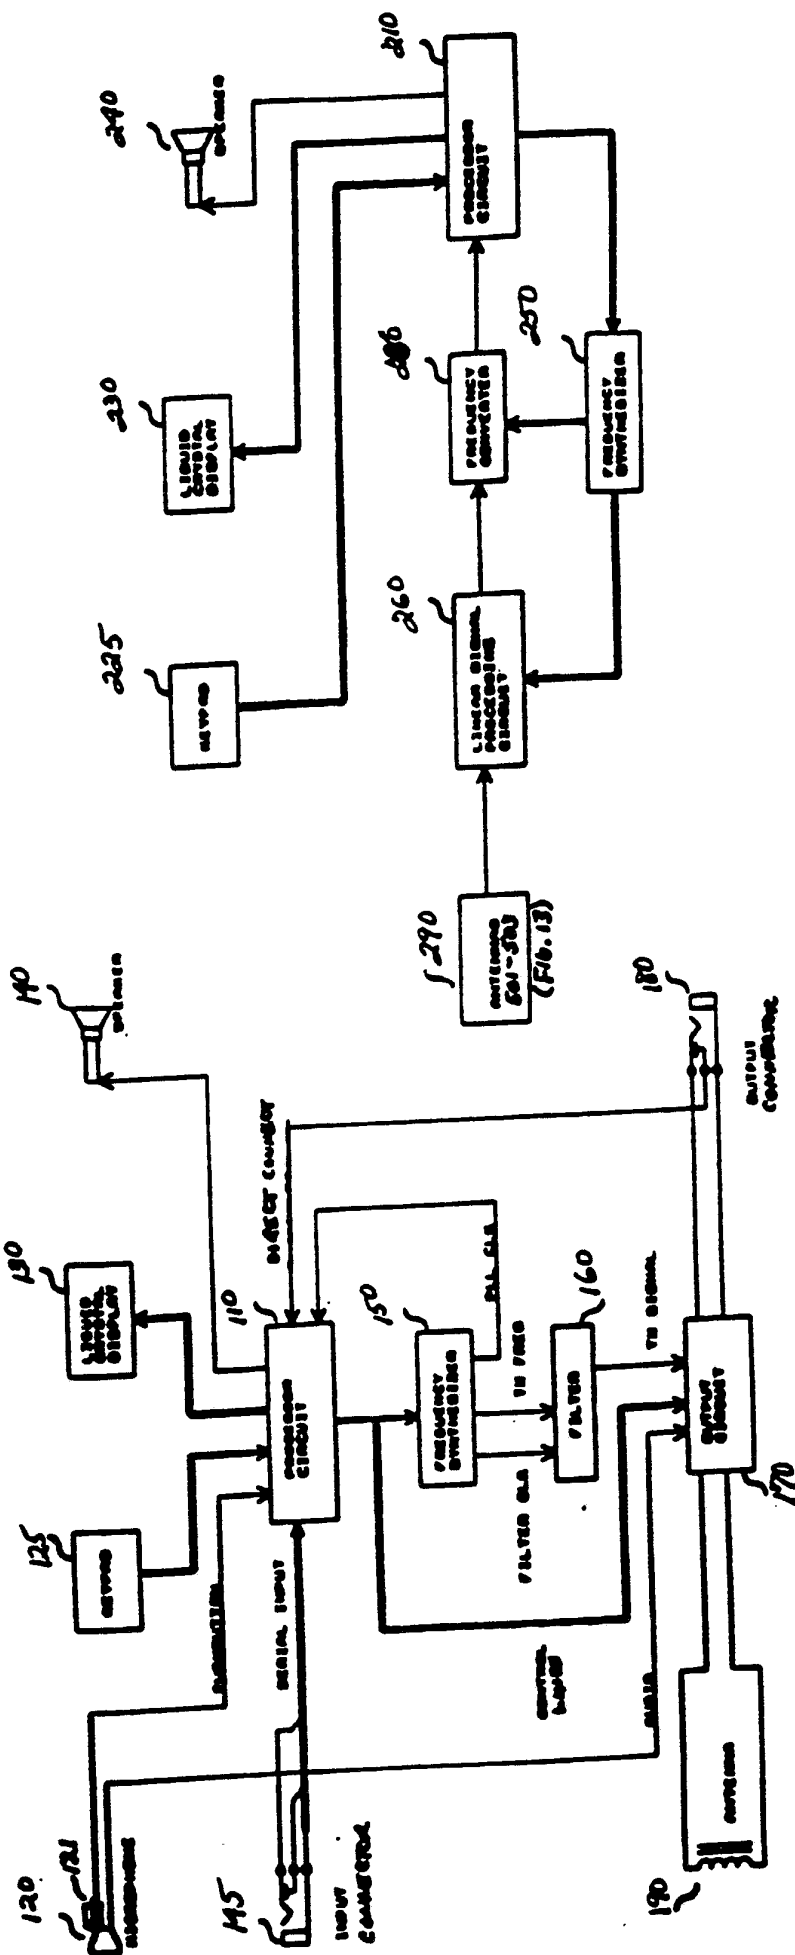 120
121
MICROPHONE
125
KEYPAD
130
LIQUID
CRYSTAL
DISPLAY
140
SPEAKER
145
INPUT
CONNECTOR
SERIAL INPUT
110
PROCESSOR
CIRCUIT
DIRECT CONNECT
150
FREQUENCY
SYNTHESIZER
PLL CLK
FILTER CLK
TX FREQ
160
FILTER
TX SIGNAL
CONTROL
AUDIO
170
OUTPUT
CIRCUIT
180
OUTPUT
CONNECTOR
190
ANTENNA
225
KEYPAD
230
LIQUID
CRYSTAL
DISPLAY
240
SPEAKER
210
PROCESSOR
CIRCUIT
290
ANTENNAS
(FIG. 13)
260
LINEAR SIGNAL
PROCESSING
CIRCUIT
FREQUENCY
CONVERTER
250
FREQUENCY
SYNTHESIZER